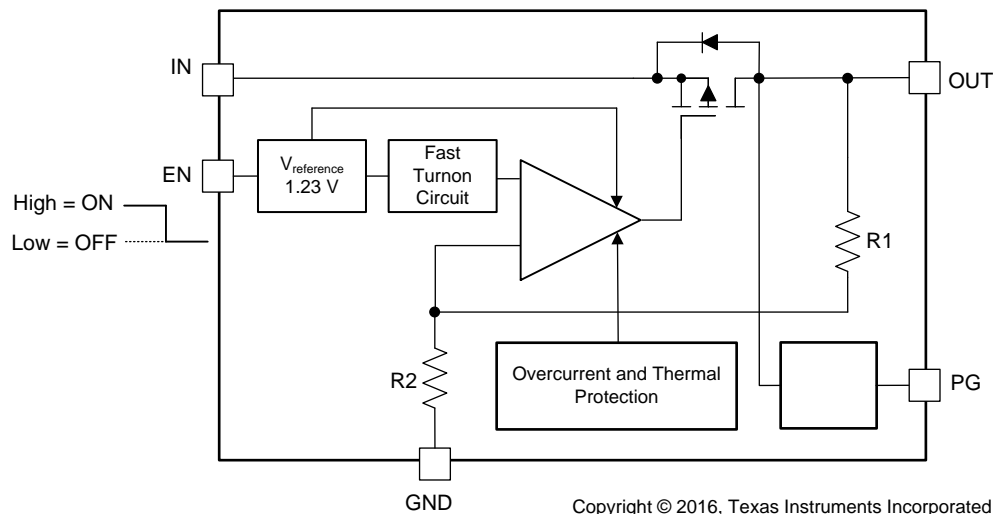 IN
OUT
EN
V_reference
1.23 V
Fast
Turnon
Circuit
High = ON
Low = OFF
R1
R2
Overcurrent and Thermal
Protection
PG
GND
Copyright © 2016, Texas Instruments Incorporated